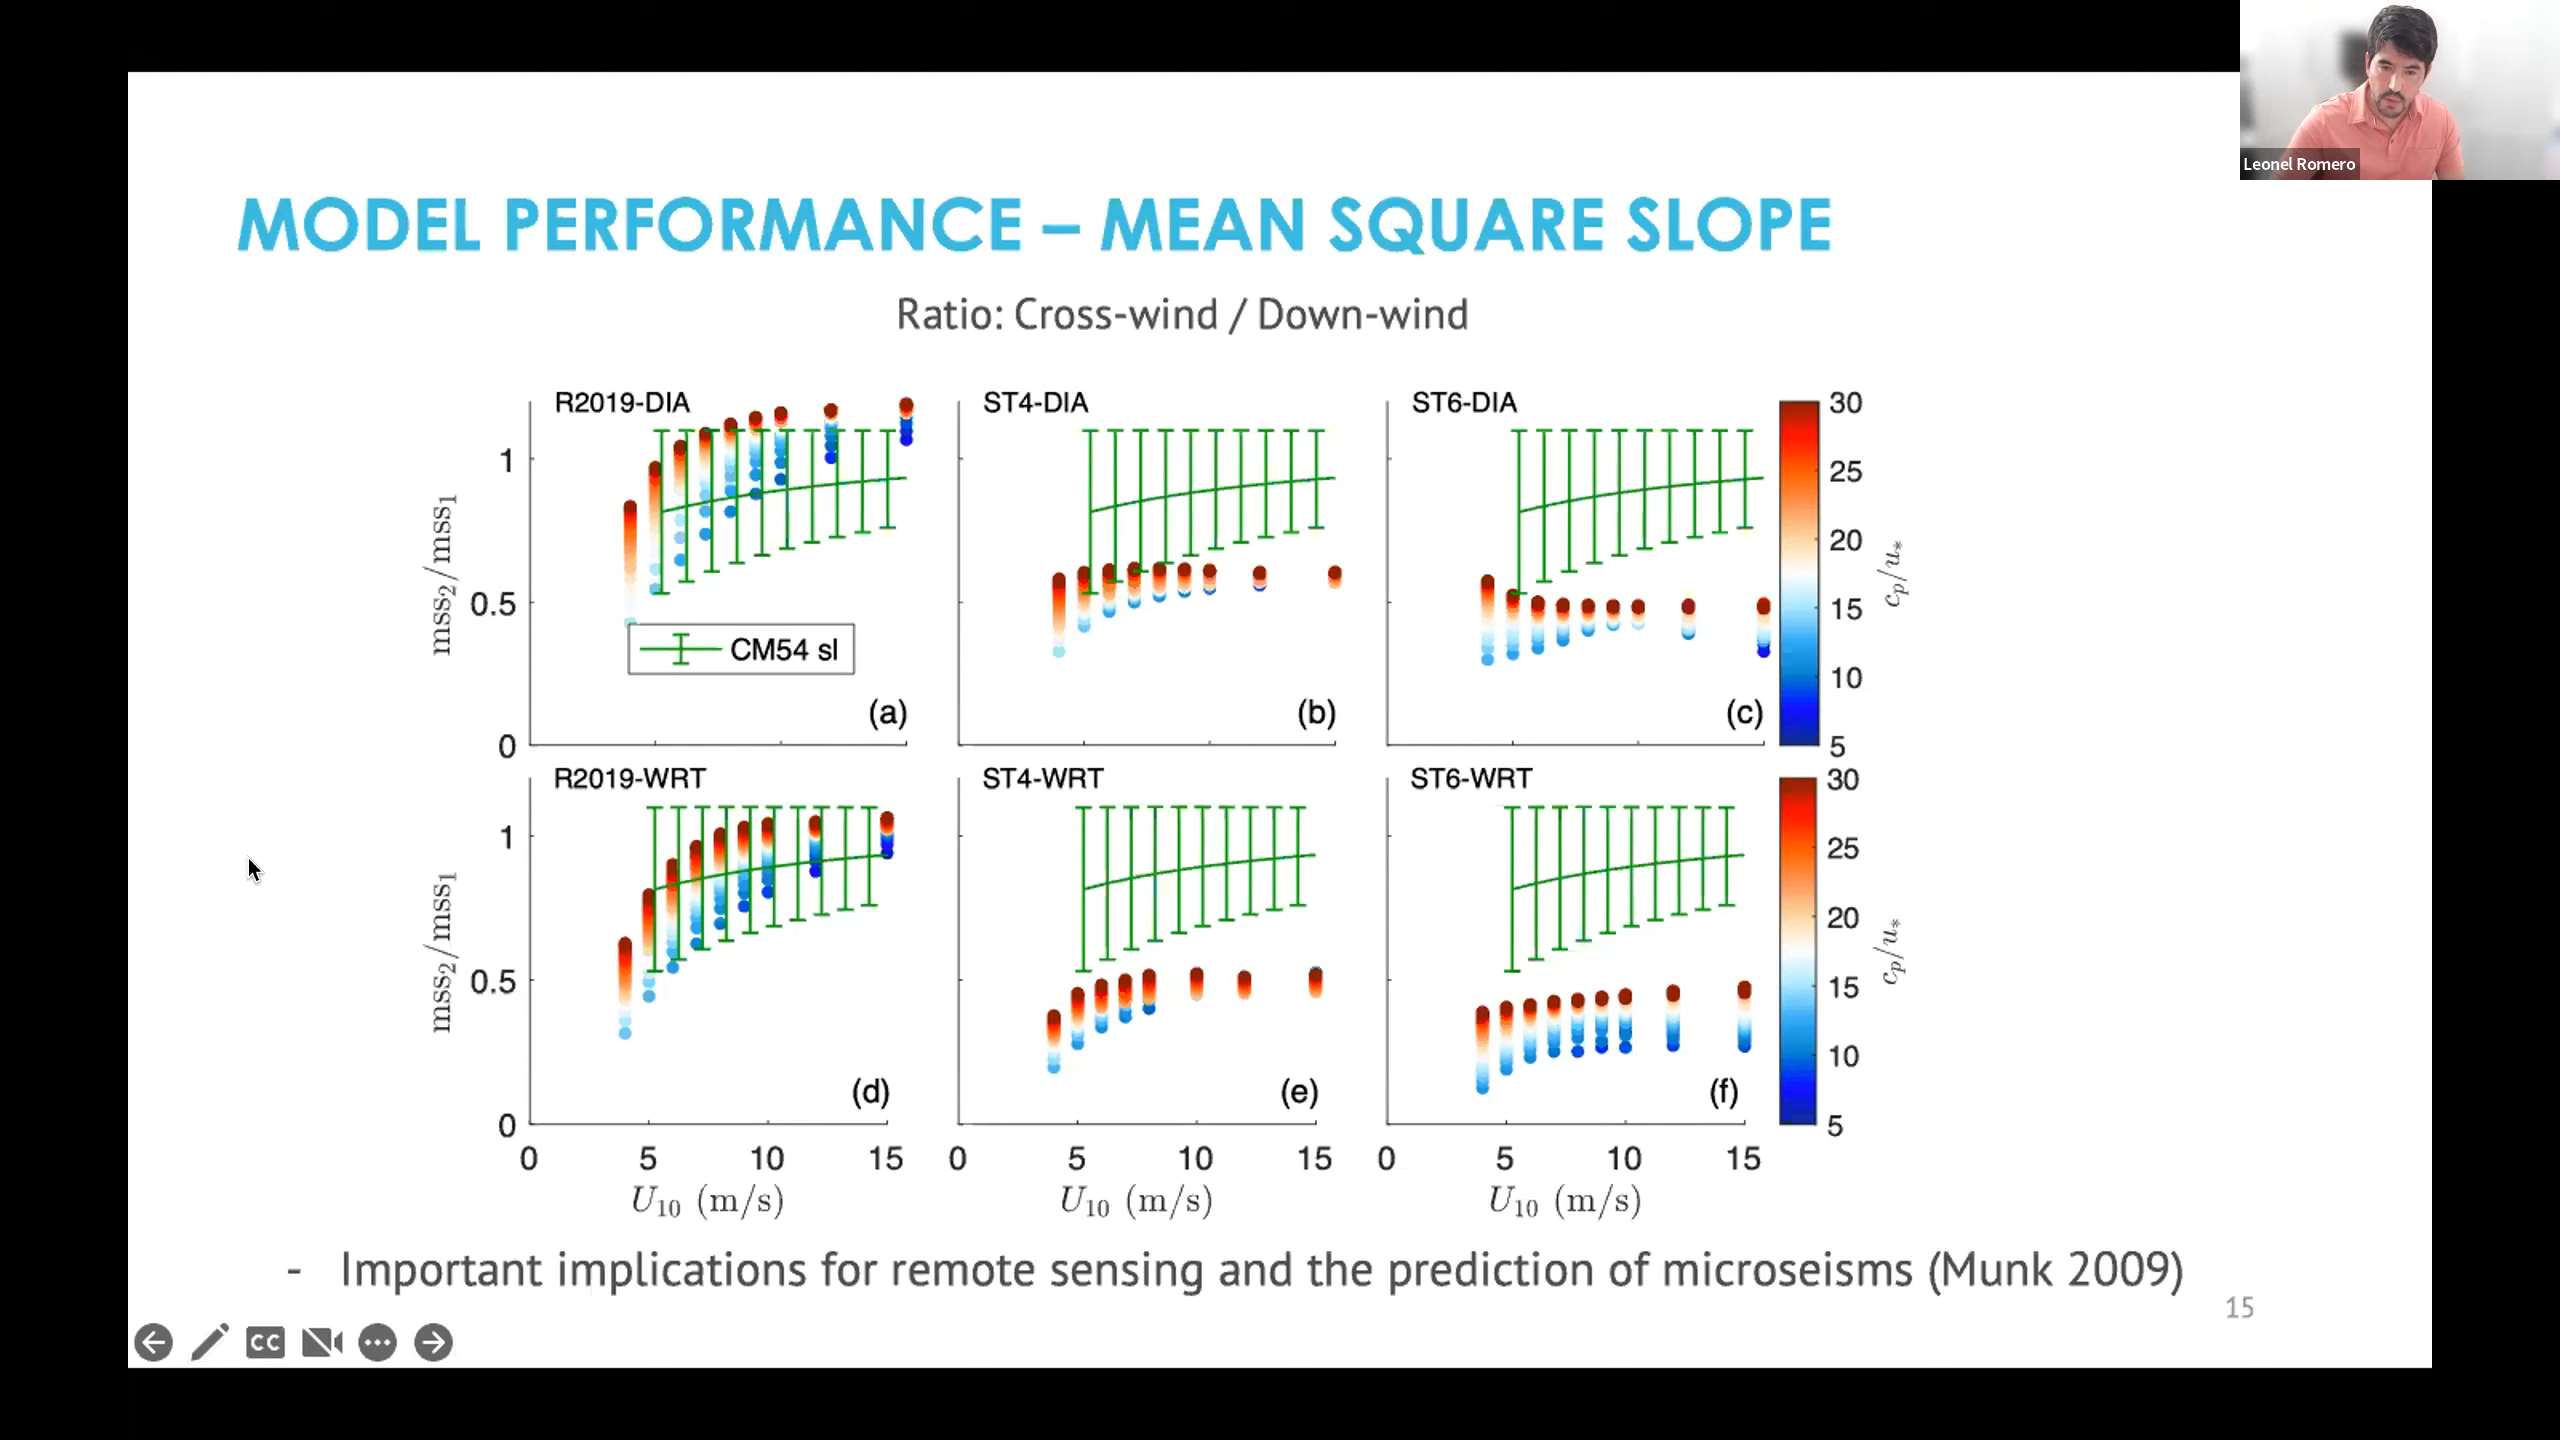 Leonel Romero
MODEL PERFORMANCE – MEAN SQUARE SLOPE
Ratio: Cross-wind / Down-wind
R2019-DIA
ST4-DIA
ST6-DIA
mss₂/mss₁
1
0.5
0
CM54 sl
(a)
(b)
(c)
30
25
20
15
10
5
cₚ/u*
R2019-WRT
ST4-WRT
ST6-WRT
mss₂/mss₁
1
0.5
0
(d)
(e)
(f)
30
25
20
15
10
5
cₚ/u*
0 5 10 15
0 5 10 15
0 5 10 15
U₁₀ (m/s)
U₁₀ (m/s)
U₁₀ (m/s)
- Important implications for remote sensing and the prediction of microseisms (Munk 2009)
15
CC